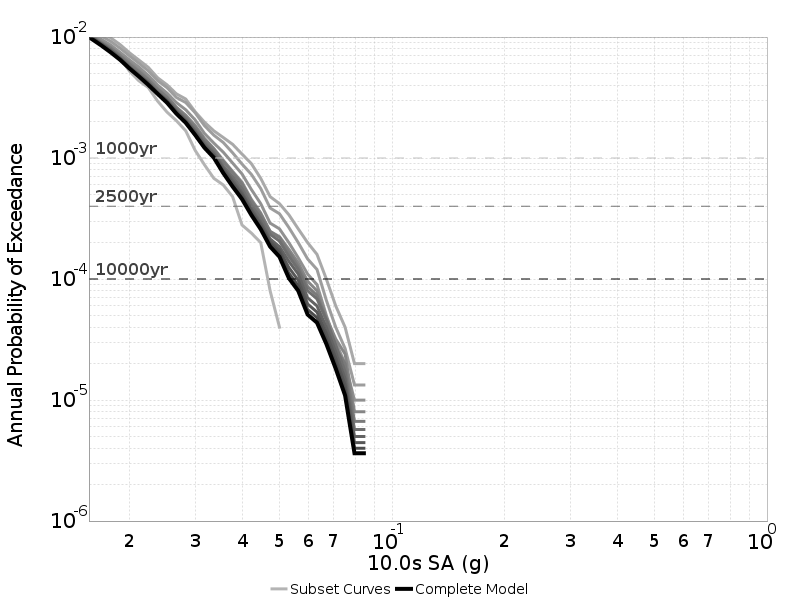 10-2
10-3
10-4
10-5
10-6
Annual Probability of Exceedance
1000yr
2500yr
10000yr
2 3 4 5 6 7 10-1 2 3 4 5 6 7 100
10.0s SA (g)
Subset Curves Complete Model